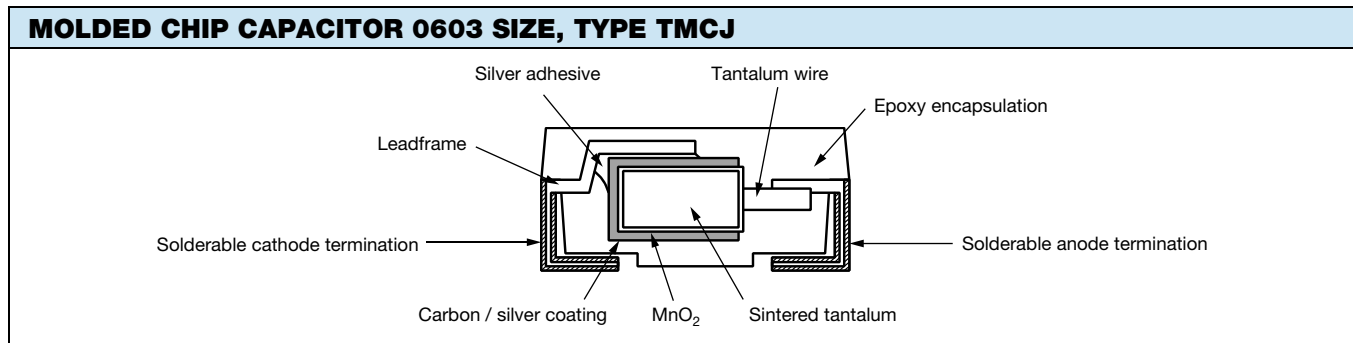 MOLDED CHIP CAPACITOR 0603 SIZE, TYPE TMCJ
Silver adhesive
Tantalum wire
Epoxy encapsulation
Leadframe
Solderable cathode termination
Solderable anode termination
Carbon / silver coating
MnO₂
Sintered tantalum